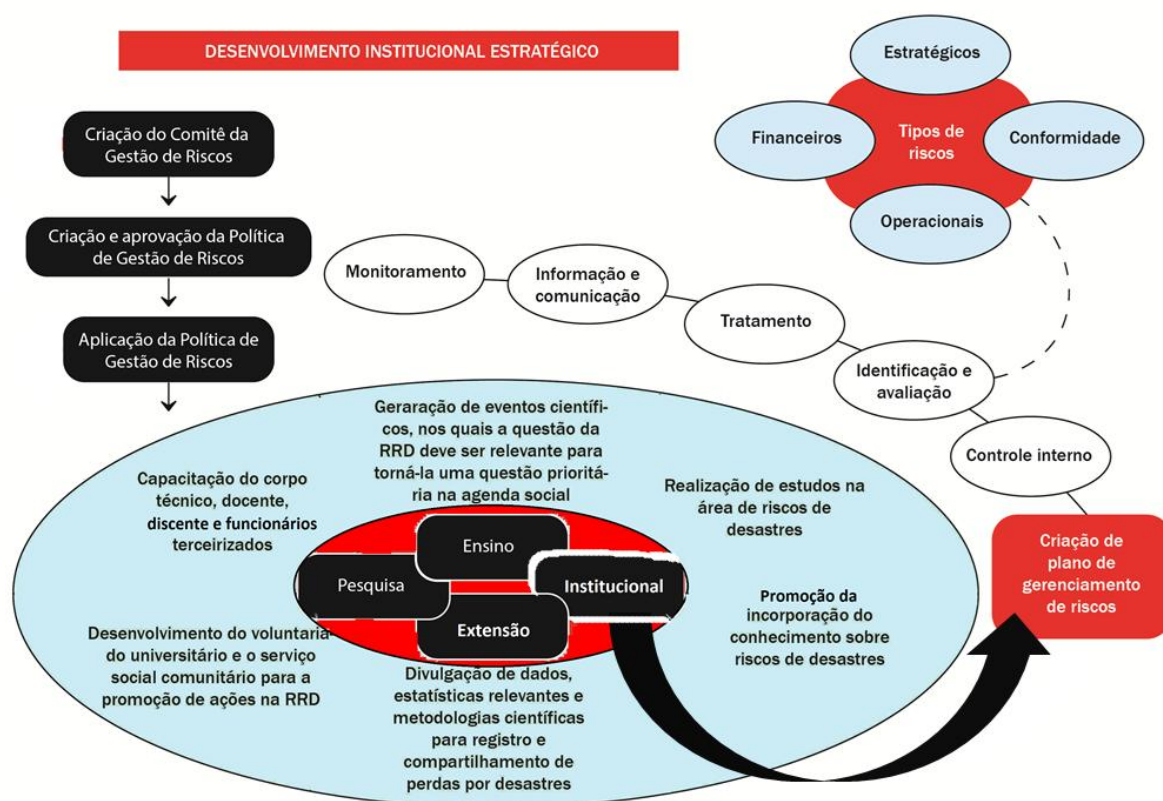 DESENVOLVIMENTO INSTITUCIONAL ESTRATÉGICO
Criação do Comitê da
Gestão de Riscos
Criação e aprovação da Política
de Gestão de Riscos
Aplicação da Política de
Gestão de Riscos
Estratégicos
Financeiros
Tipos de
riscos
Conformidade
Operacionais
Monitoramento
Informação e
comunicação
Tratamento
Identificação e
avaliação
Controle interno
Criação de
plano de
gerenciamento
de riscos
Geraração de eventos científi-
cos, nos quais a questão da
RRD deve ser relevante para
torná-la uma questão prioritá-
ria na agenda social
Capacitação do corpo
técnico, docente,
discente e funcionários
terceirizados
Realização de estudos na
área de riscos de
desastres
Ensino
Pesquisa
Institucional
Extensão
Promoção da
incorporação do
conhecimento sobre
riscos de desastres
Desenvolvimento do voluntaria
do universitário e o serviço
social comunitário para a
promoção de ações na RRD
Divulgação de dados,
estatísticas relevantes e
metodologias científicas
para registro e
compartilhamento de
perdas por desastres